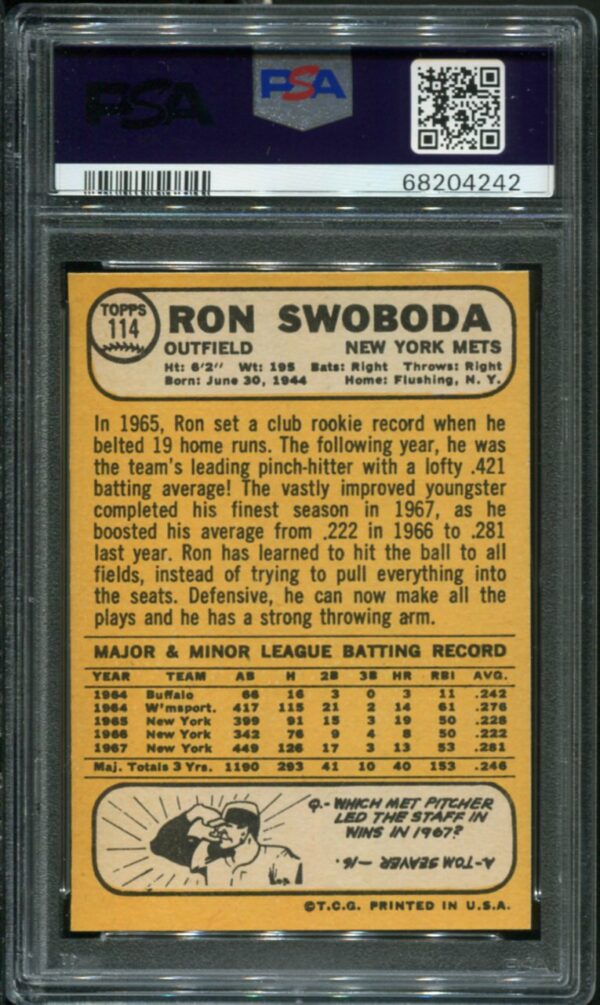 PSA PSA
68204242
TOPPS
114
RON SWOBODA
OUTFIELD NEW YORK METS
Ht: 6'2" Wt: 195 Bats: Right Throws: Right
Born: June 30, 1944 Home: Flushing, N. Y.
In 1965, Ron set a club rookie record when he
belted 19 home runs. The following year, he was
the team's leading pinch-hitter with a lofty .421
batting average! The vastly improved youngster
completed his finest season in 1967, as he
boosted his average from .222 in 1966 to .281
last year. Ron has learned to hit the ball to all
fields, instead of trying to pull everything into
the seats. Defensive, he can now make all the
plays and he has a strong throwing arm.
MAJOR & MINOR LEAGUE BATTING RECORD
YEAR TEAM AB H 2B 3B HR RBI AVG.
1964 Buffalo 66 16 3 0 3 11 .242
1964 W'msport. 417 115 21 2 14 61 .276
1965 New York 399 91 15 3 19 50 .228
1966 New York 342 76 9 4 8 50 .222
1967 New York 449 126 17 3 13 53 .281
Maj. Totals 3 Yrs. 1190 293 41 10 40 153 .246
Q.- WHICH MET PITCHER
LED THE STAFF IN
WINS IN 1967?
A-TOM SEAVER WON — 16.
©T.C.G. PRINTED IN U.S.A.